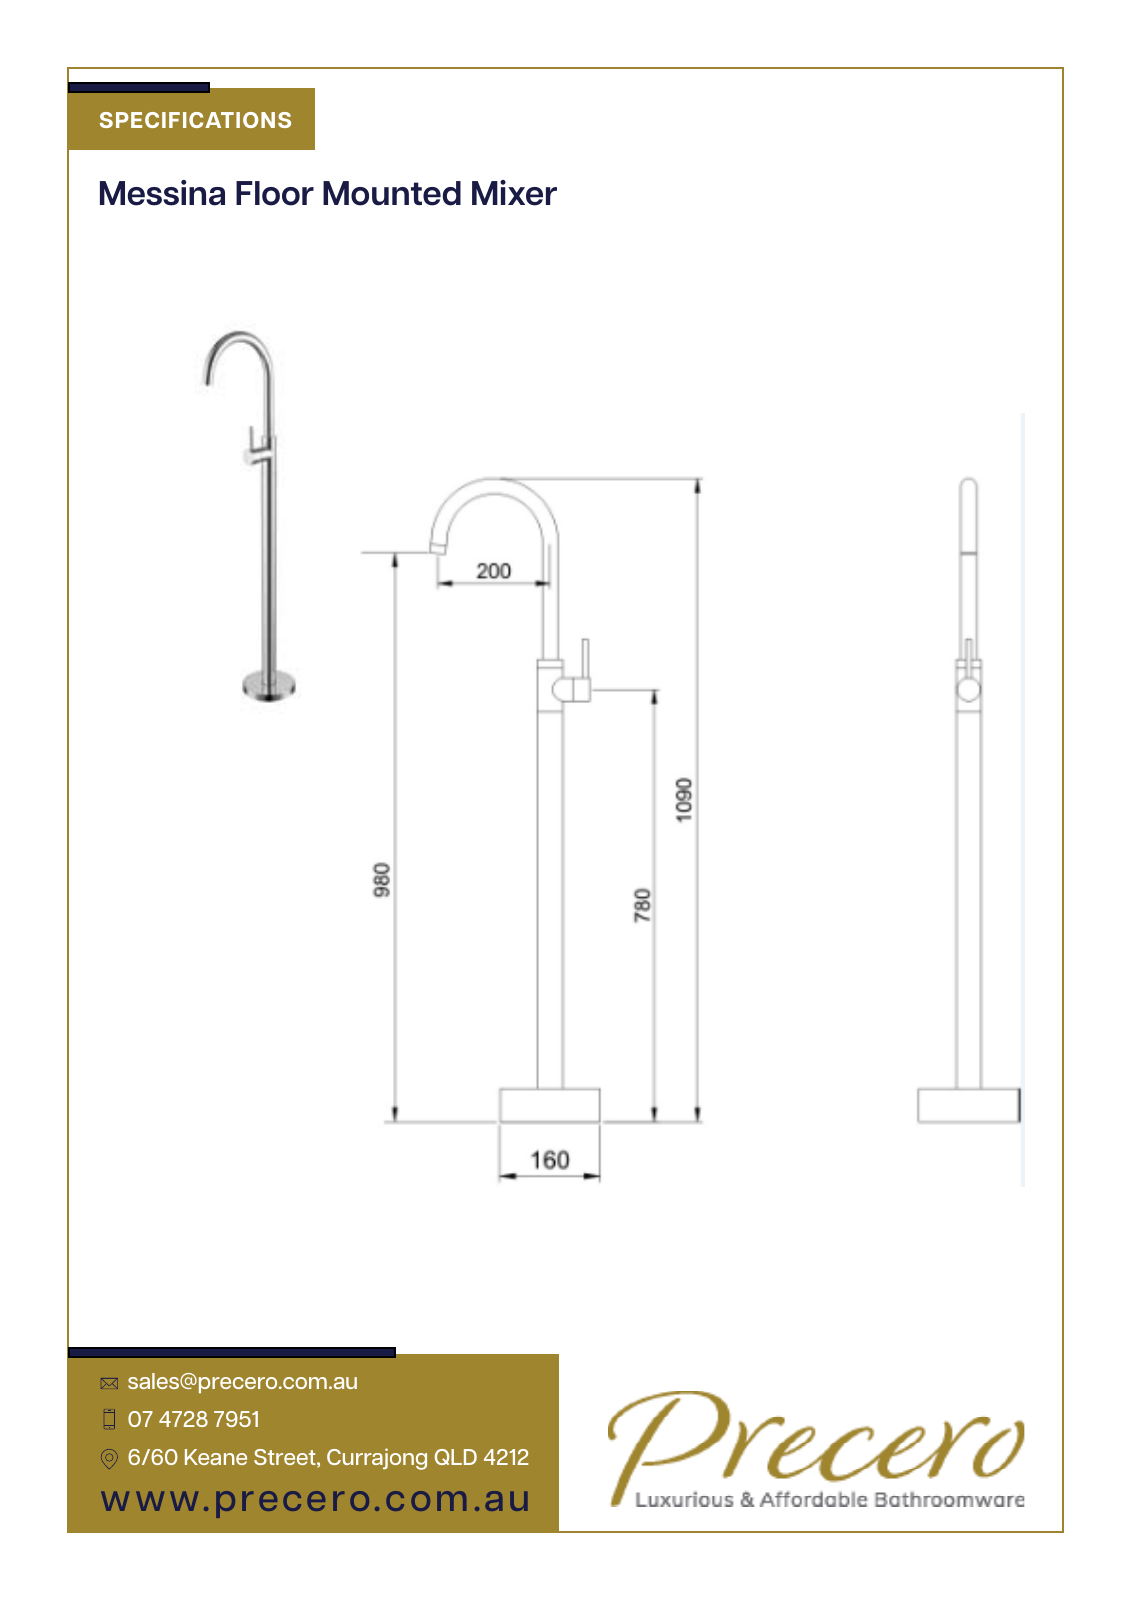 SPECIFICATIONS
Messina Floor Mounted Mixer
200
980
780
1090
160
sales@precero.com.au
07 4728 7951
6/60 Keane Street, Currajong QLD 4212
www.precero.com.au
Precero
Luxurious & Affordable Bathroomware